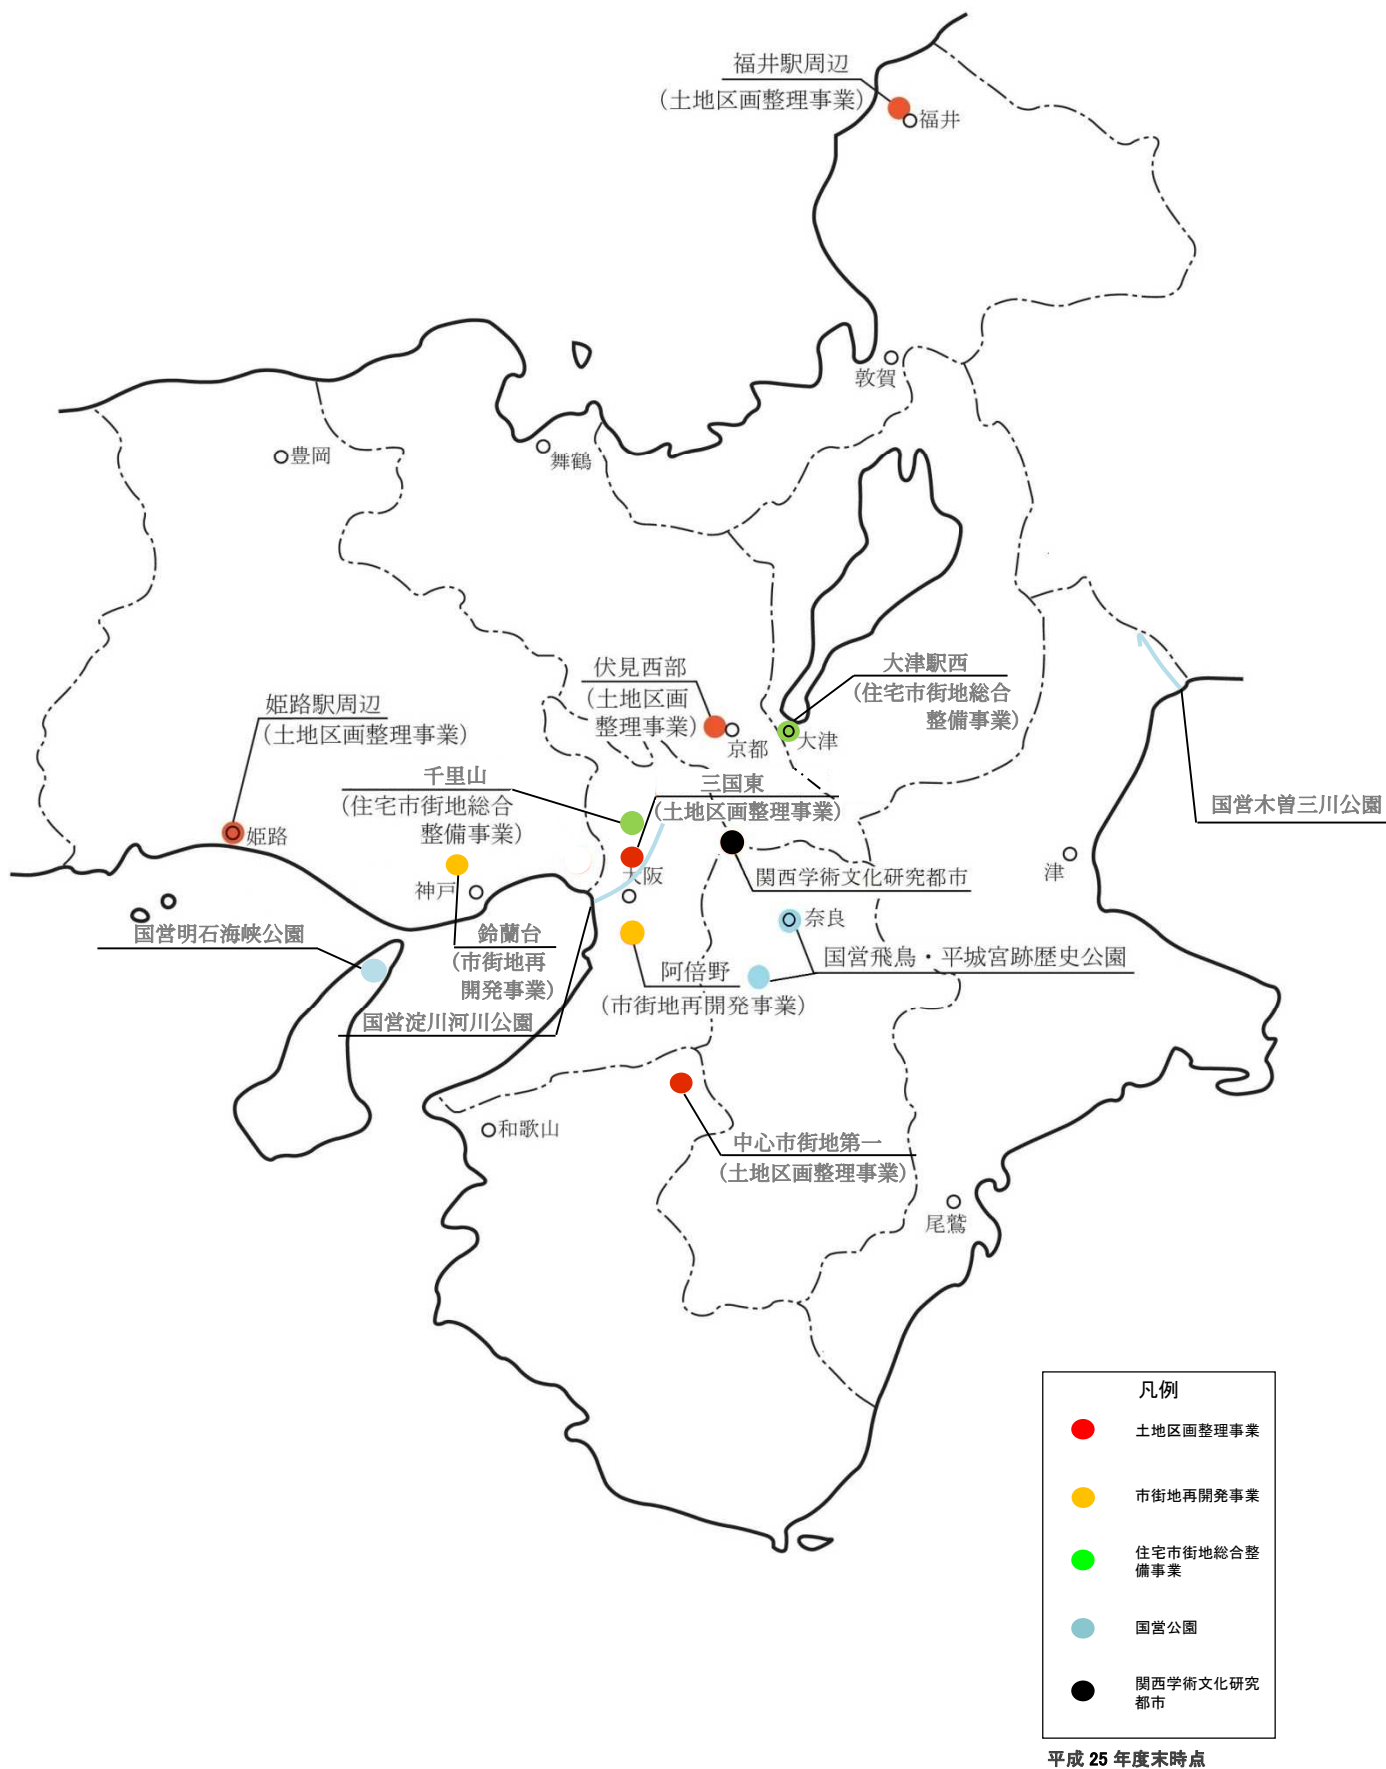 福井駅周辺
(土地区画整理事業)
福井
敦賀
豊岡
舞鶴
伏見西部
(土地区画
整理事業)
京都
大津駅西
(住宅市街地総合
整備事業)
大津
姫路駅周辺
(土地区画整理事業)
姫路
千里山
(住宅市街地総合
整備事業)
三国東
(土地区画整理事業)
国営木曽三川公園
大阪
神戸
関西学術文化研究都市
津
奈良
国営明石海峡公園
鈴蘭台
(市街地再
開発事業)
国営飛鳥・平城宮跡歴史公園
阿倍野
(市街地再開発事業)
国営淀川河川公園
和歌山
中心市街地第一
(土地区画整理事業)
尾鷲
凡例
土地区画整理事業
市街地再開発事業
住宅市街地総合整
備事業
国営公園
関西学術文化研究
都市
平成 25 年度末時点